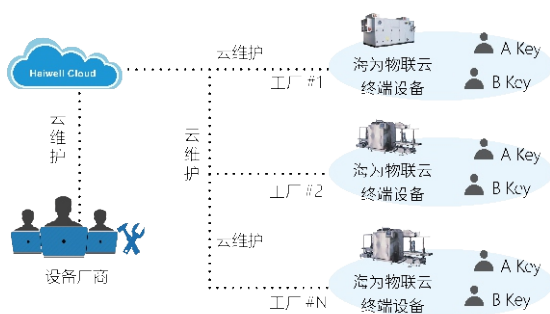 Haiwell Cloud
云维护
设备厂商
云维护
云维护
工厂 #1
海为物联云
终端设备
A Key
B Key
工厂 #2
海为物联云
终端设备
A Key
B Key
云维护
工厂 #N
海为物联云
终端设备
A Key
B Key